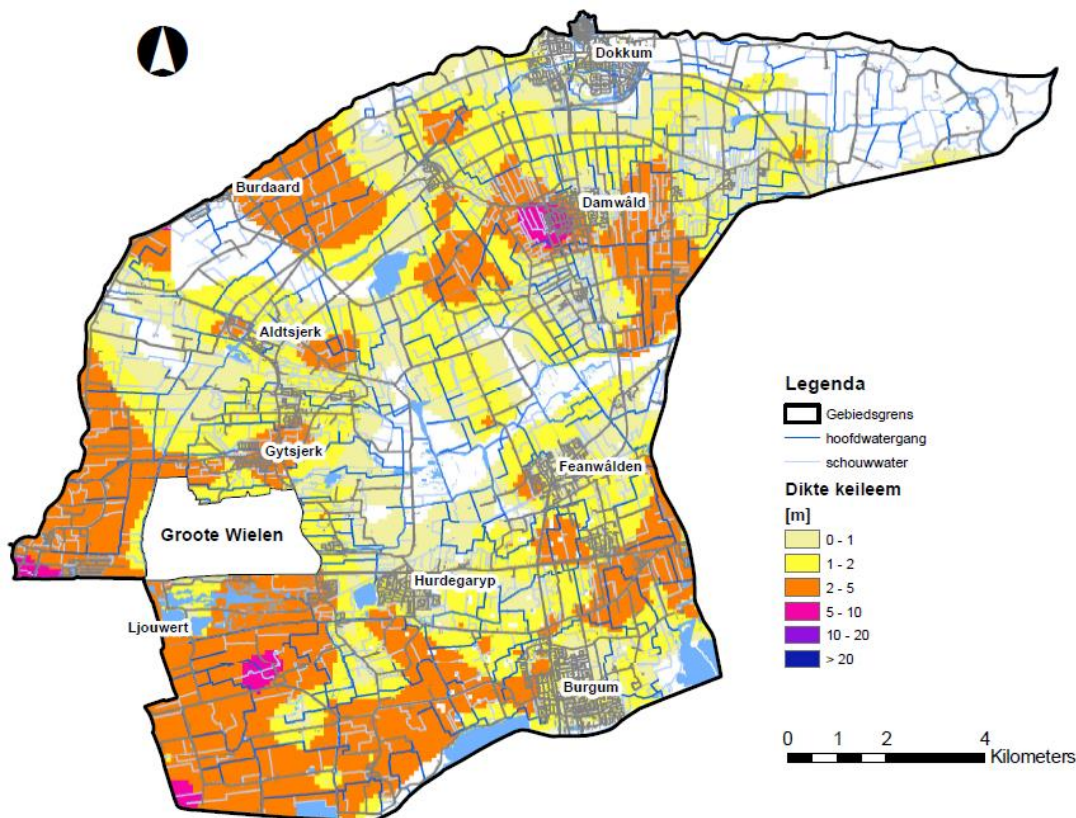 Dokkum
Burdaard
Damwâld
Aldtsjerk
Gytsjerk
Feanwâlden
Groote Wielen
Hurdegaryp
Ljouwert
Burgum
Legenda
Gebiedsgrens
hoofdwatergang
schouwwater
Dikte keileem
[m]
0 - 1
1 - 2
2 - 5
5 - 10
10 - 20
> 20
0 1 2 4
Kilometers